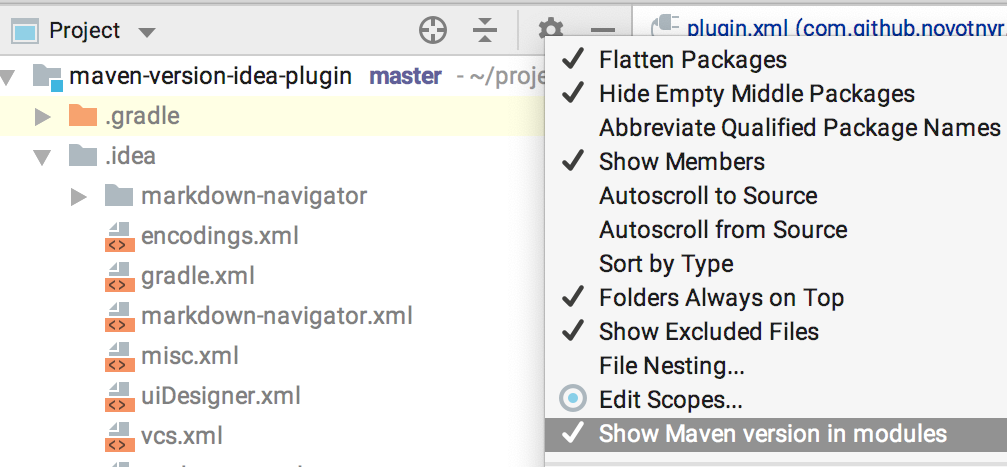 Project
plugin.xml (com.github.novotnyr.
maven-version-idea-plugin master - ~/proje
.gradle
.idea
markdown-navigator
encodings.xml
gradle.xml
markdown-navigator.xml
misc.xml
uiDesigner.xml
vcs.xml
Flatten Packages
Hide Empty Middle Packages
Abbreviate Qualified Package Names
Show Members
Autoscroll to Source
Autoscroll from Source
Sort by Type
Folders Always on Top
Show Excluded Files
File Nesting...
Edit Scopes...
Show Maven version in modules